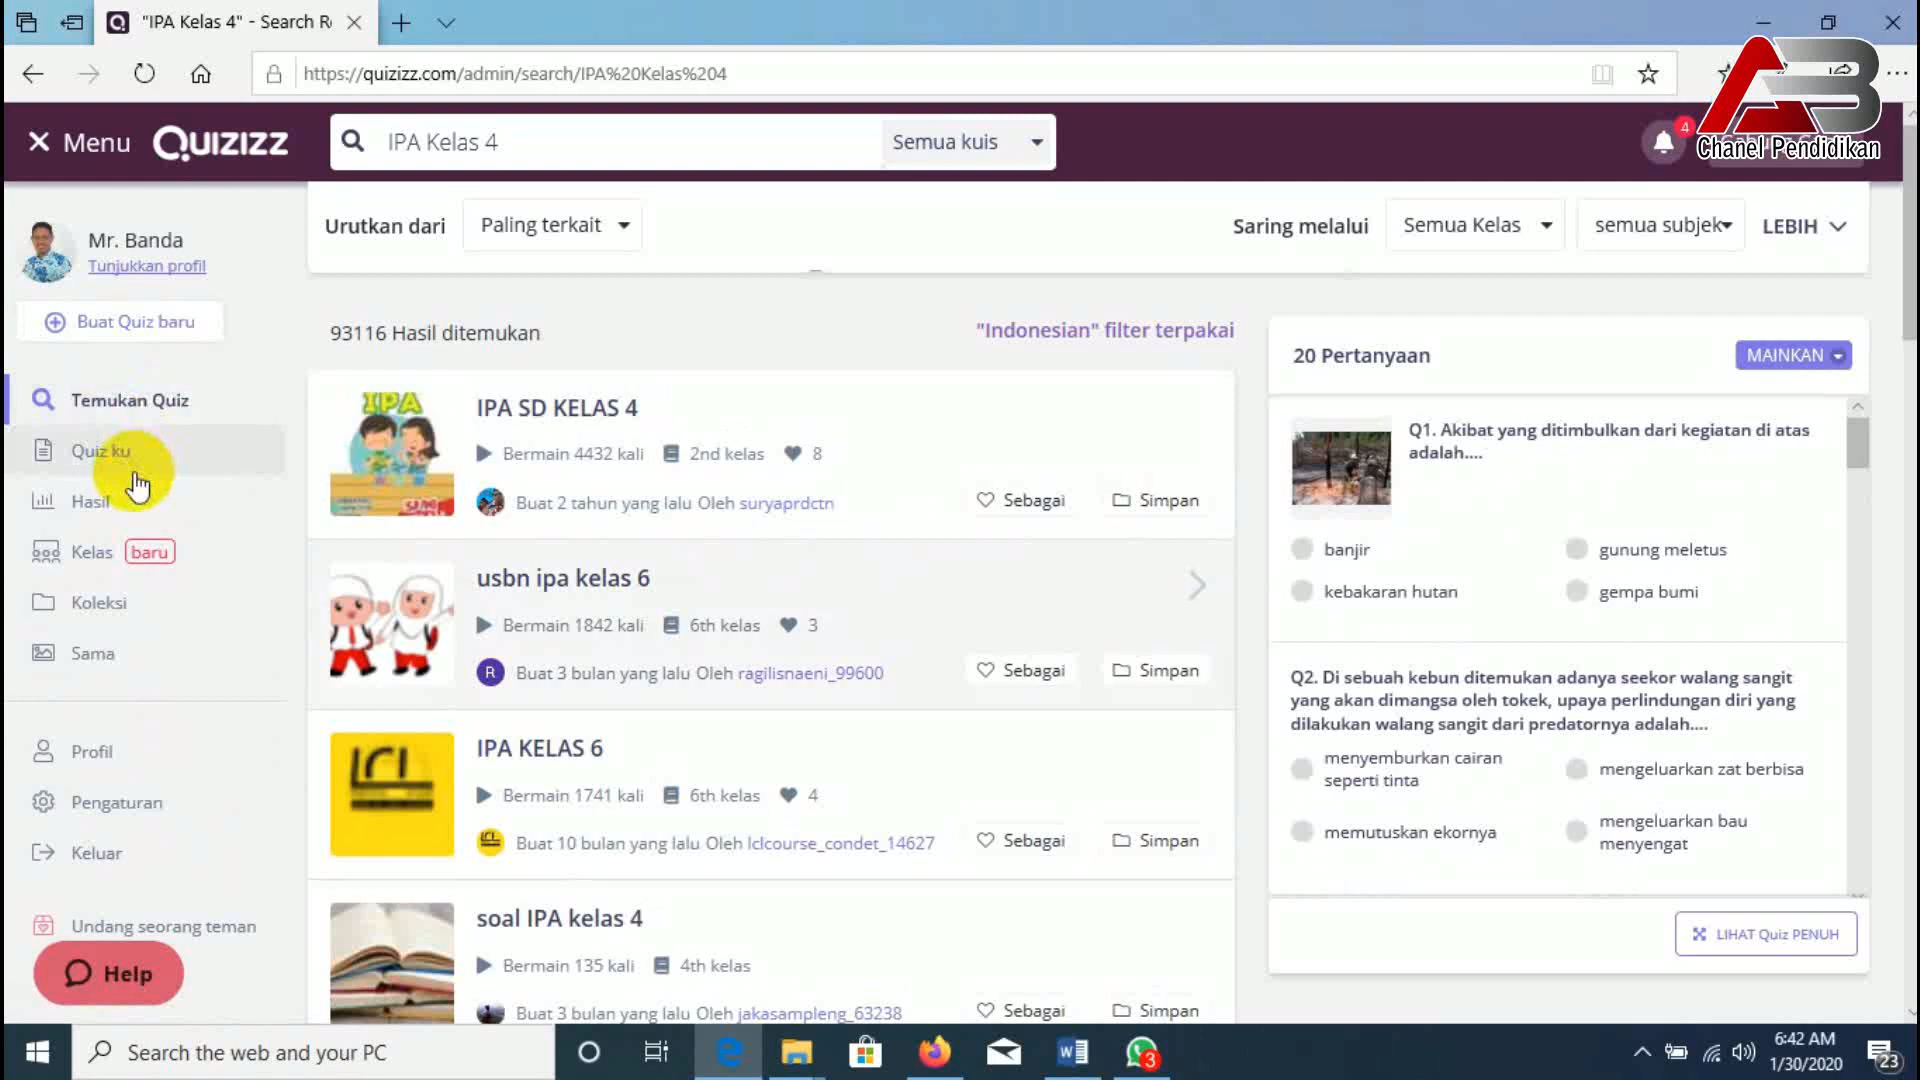 "IPA Kelas 4" - Search R
https://quizizz.com/admin/search/IPA%20Kelas%204
Menu
QUIZIZZ
IPA Kelas 4
Semua kuis
4
AB
Chanel Pendidikan
Mr. Banda
Tunjukkan profil
Buat Quiz baru
Temukan Quiz
Quiz ku
Hasil
Kelas baru
Koleksi
Sama
Profil
Pengaturan
Keluar
Undang seorang teman
Help
Urutkan dari
Paling terkait
Saring melalui
Semua Kelas
semua subjek
LEBIH
93116 Hasil ditemukan
"Indonesian" filter terpakai
IPA
IPA SD KELAS 4
Bermain 4432 kali 2nd kelas 8
Buat 2 tahun yang lalu Oleh suryaprdctn
Sebagai Simpan
usbn ipa kelas 6
Bermain 1842 kali 6th kelas 3
R Buat 3 bulan yang lalu Oleh ragilisnaeni_99600
Sebagai Simpan
IPA KELAS 6
Bermain 1741 kali 6th kelas 4
Buat 10 bulan yang lalu Oleh lclcourse_condet_14627
Sebagai Simpan
soal IPA kelas 4
Bermain 135 kali 4th kelas
Buat 3 bulan yang lalu Oleh jakasampleng_63238
Sebagai Simpan
20 Pertanyaan
MAINKAN
Q1. Akibat yang ditimbulkan dari kegiatan di atas
adalah....
banjir
gunung meletus
kebakaran hutan
gempa bumi
Q2. Di sebuah kebun ditemukan adanya seekor walang sangit
yang akan dimangsa oleh tokek, upaya perlindungan diri yang
dilakukan walang sangit dari predatornya adalah....
menyemburkan cairan
seperti tinta
mengeluarkan zat berbisa
memutuskan ekornya
mengeluarkan bau
menyengat
LIHAT Quiz PENUH
Search the web and your PC
3
6:42 AM
1/30/2020
23